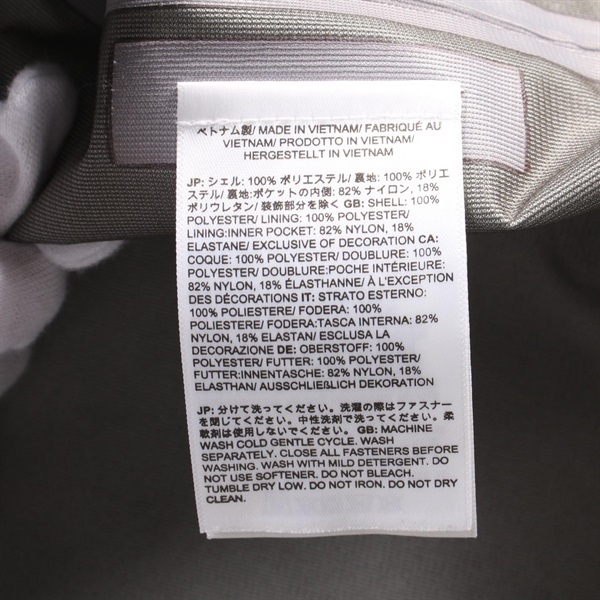 ベトナム製/ MADE IN VIETNAM/ FABRIQUÉ AU
VIETNAM/ PRODOTTO IN VIETNAM/
HERGESTELLT IN VIETNAM
JP: シェル: 100% ポリエステル/ 裏地: 100% ポリエ
ステル/ 裏地:ポケットの内側: 82% ナイロン, 18%
ポリウレタン/ 装飾部分を除く GB: SHELL: 100%
POLYESTER/ LINING: 100% POLYESTER/
LINING:INNER POCKET: 82% NYLON, 18%
ELASTANE/ EXCLUSIVE OF DECORATION CA:
COQUE: 100% POLYESTER/ DOUBLURE: 100%
POLYESTER/ DOUBLURE:POCHE INTÉRIEURE:
82% NYLON, 18% ÉLASTHANNE/ À L'EXCEPTION
DES DÉCORATIONS IT: STRATO ESTERNO:
100% POLIESTERE/ FODERA: 100%
POLIESTERE/ FODERA:TASCA INTERNA: 82%
NYLON, 18% ELASTAN/ ESCLUSA LA
DECORAZIONE DE: OBERSTOFF: 100%
POLYESTER/ FUTTER: 100% POLYESTER/
FUTTER:INNENTASCHE: 82% NYLON, 18%
ELASTHAN/ AUSSCHLIEẞLICH DEKORATION
JP: 分けて洗ってください。洗濯の際はファスナー
を閉じてください。中性洗剤で洗ってください。柔
軟剤は使用しないでください。 GB: MACHINE
WASH COLD GENTLE CYCLE. WASH
SEPARATELY. CLOSE ALL FASTENERS BEFORE
WASHING. WASH WITH MILD DETERGENT. DO
NOT USE SOFTENER. DO NOT BLEACH.
TUMBLE DRY LOW. DO NOT IRON. DO NOT DRY
CLEAN.